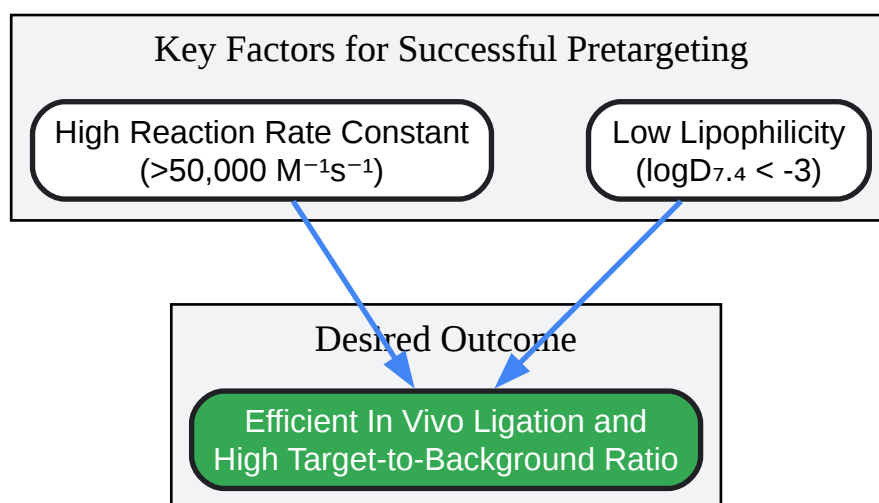 Key Factors for Successful Pretargeting
High Reaction Rate Constant
(>50,000 M⁻¹s⁻¹)
Low Lipophilicity
(logD₇.₄ < -3)
Desired Outcome
Efficient In Vivo Ligation and
High Target-to-Background Ratio